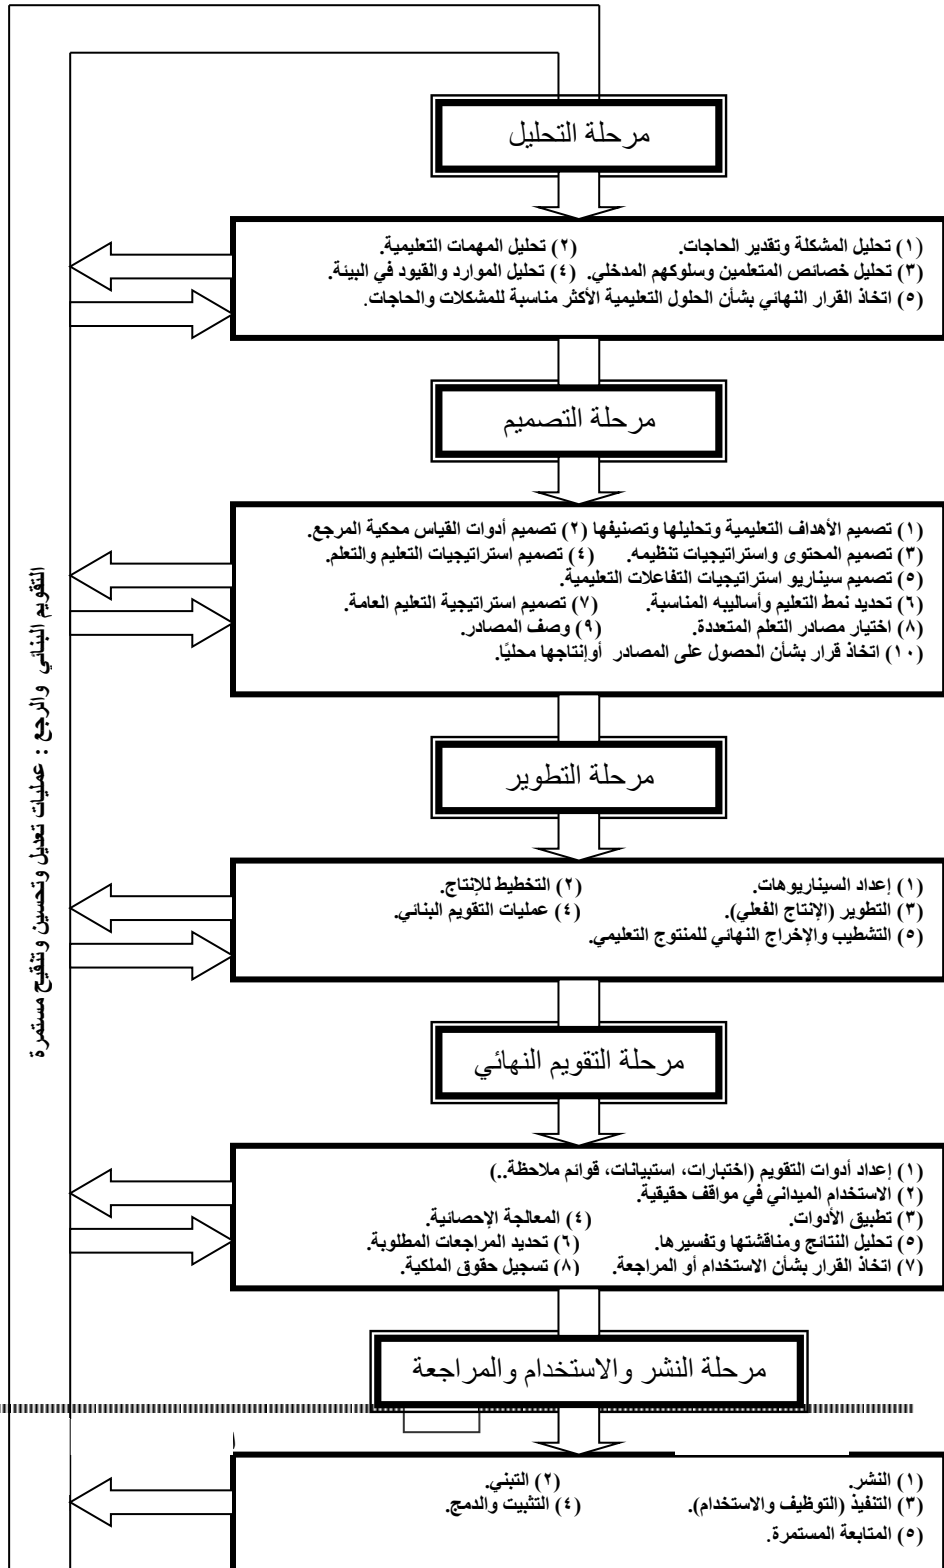 مرحلة التحليل
(١) تحليل المشكلة وتقدير الحاجات. (٢) تحليل المهمات التعليمية.
(٣) تحليل خصائص المتعلمين وسلوكهم المدخلي. (٤) تحليل الموارد والقيود في البيئة.
(٥) اتخاذ القرار النهائي بشأن الحلول التعليمية الأكثر مناسبة للمشكلات والحاجات.
مرحلة التصميم
(١) تصميم الأهداف التعليمية وتحليلها وتصنيفها (٢) تصميم أدوات القياس محكية المرجع.
(٣) تصميم المحتوى واستراتيجيات تنظيمه. (٤) تصميم استراتيجيات التعليم والتعلم.
(٥) تصميم سيناريو استراتيجيات التفاعلات التعليمية.
(٦) تحديد نمط التعليم وأساليبه المناسبة. (٧) تصميم استراتيجية التعليم العامة.
(٨) اختيار مصادر التعلم المتعددة. (٩) وصف المصادر.
(١٠) اتخاذ قرار بشأن الحصول على المصادر أوإنتاجها محليًا.
مرحلة التطوير
(١) إعداد السيناريوهات. (٢) التخطيط للإنتاج.
(٣) التطوير (الإنتاج الفعلي). (٤) عمليات التقويم البنائي.
(٥) التشطيب والإخراج النهائي للمنتوج التعليمي.
مرحلة التقويم النهائي
(١) إعداد أدوات التقويم (اختبارات، استبيانات، قوائم ملاحظة..)
(٢) الاستخدام الميداني في مواقف حقيقية.
(٣) تطبيق الأدوات. (٤) المعالجة الإحصائية.
(٥) تحليل النتائج ومناقشتها وتفسيرها. (٦) تحديد المراجعات المطلوبة.
(٧) اتخاذ القرار بشأن الاستخدام أو المراجعة. (٨) تسجيل حقوق الملكية.
مرحلة النشر والاستخدام والمراجعة
(١) النشر. (٢) التبني.
(٣) التنفيذ (التوظيف والاستخدام). (٤) التثبيت والدمج.
(٥) المتابعة المستمرة.
التقويم البنائي والرجع : عمليات تعديل وتحسين وتنقيح مستمرة